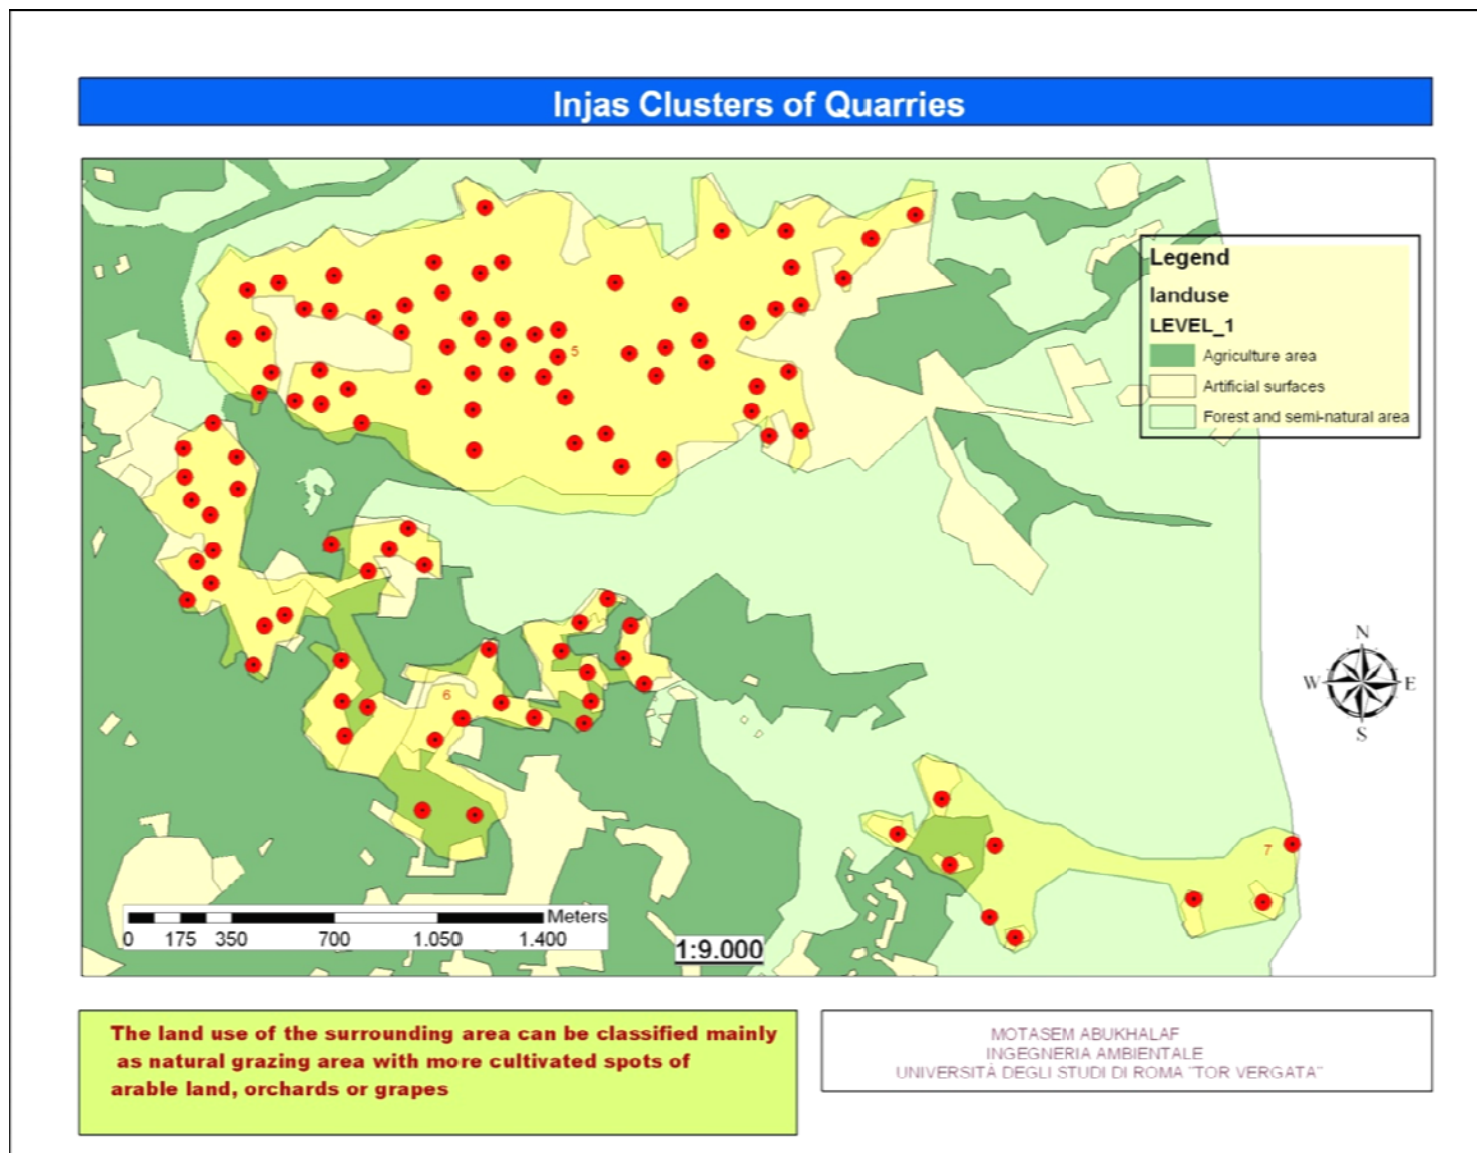 Injas Clusters of Quarries
Legend
landuse
LEVEL_1
Agriculture area
Artificial surfaces
Forest and semi-natural area
5
6
7
N
W E
S
Meters
0 175 350 700 1.050 1.400
1:9.000
The land use of the surrounding area can be classified mainly
as natural grazing area with more cultivated spots of
arable land, orchards or grapes
MOTASEM ABUKHALAF
INGEGNERIA AMBIENTALE
UNIVERSITÀ DEGLI STUDI DI ROMA "TOR VERGATA"